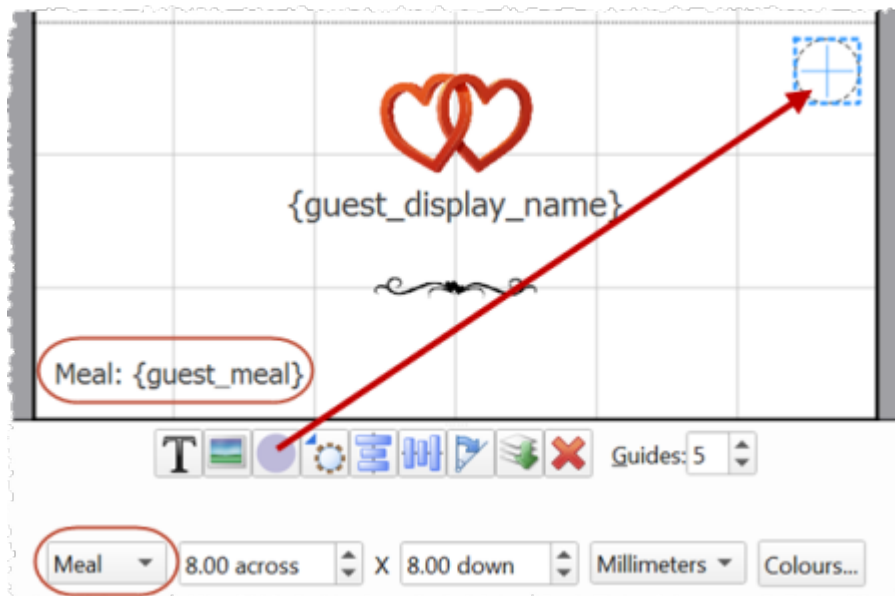 {guest_display_name}
Meal: {guest_meal}
T Guides: 5
Meal 8.00 across X 8.00 down Millimeters Colours...